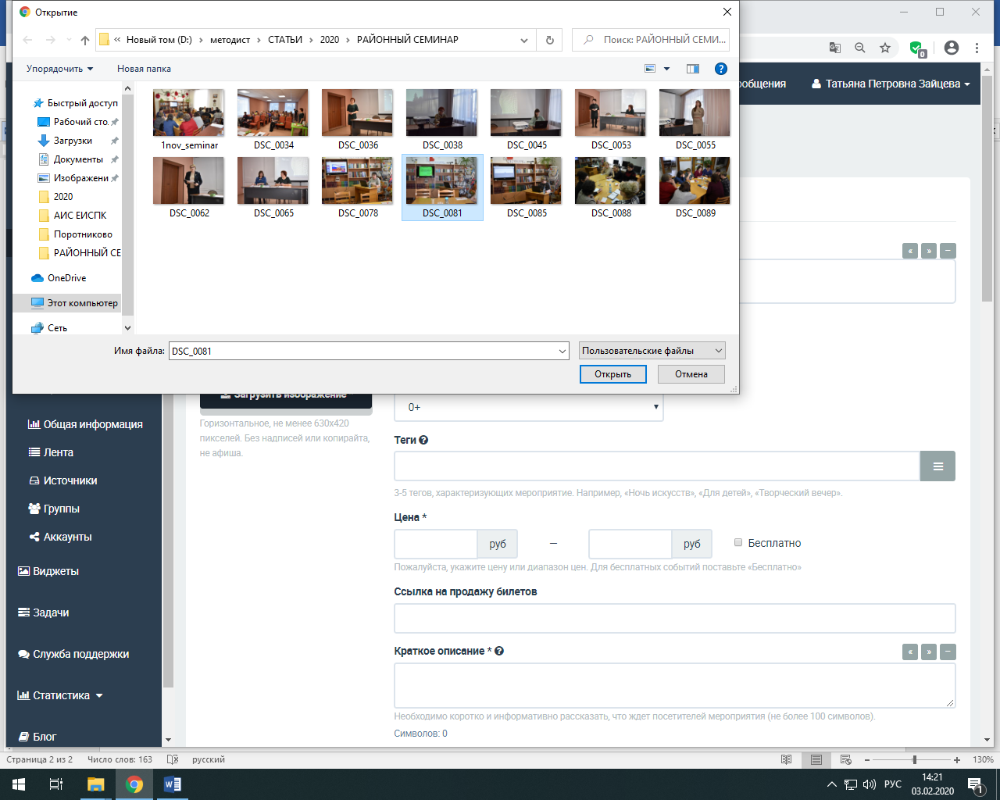 Открытие
« Новый том (D:) › методист › СТАТЬИ › 2020 › РАЙОННЫЙ СЕМИНАР
Поиск: РАЙОННЫЙ СЕМИ...
Упорядочить
Новая папка
Быстрый доступ
Рабочий сто.
Загрузки
Документы
Изображени
2020
АИС ЕИСПК
Поротниково
РАЙОННЫЙ СЕ
OneDrive
Этот компьютер
Сеть
1nov_seminar
DSC_0034
DSC_0036
DSC_0038
DSC_0045
DSC_0053
DSC_0055
DSC_0062
DSC_0065
DSC_0078
DSC_0081
DSC_0085
DSC_0088
DSC_0089
Имя файла:
DSC_0081
Пользовательские файлы
Открыть
Отмена
0
общения
Татьяна Петровна Зайцева
« » –
Загрузить изображение
Горизонтальное, не менее 630x420
пикселей. Без надписей или копирайта,
не афиша.
Общая информация
Лента
Источники
Группы
Аккаунты
Виджеты
Задачи
Служба поддержки
Статистика
Блог
0+
Теги
3-5 тегов, характеризующих мероприятие. Например, «Ночь искусств», «Для детей», «Творческий вечер».
Цена *
руб
—
руб
Бесплатно
Пожалуйста, укажите цену или диапазон цен. Для бесплатных событий поставьте «Бесплатно»
Ссылка на продажу билетов
Краткое описание *
« » –
Необходимо коротко и информативно рассказать, что ждет посетителей мероприятия (не более 100 символов).
Символов: 0
Страница 2 из 2
Число слов: 163
русский
130%
РУС
14:21
03.02.2020
1